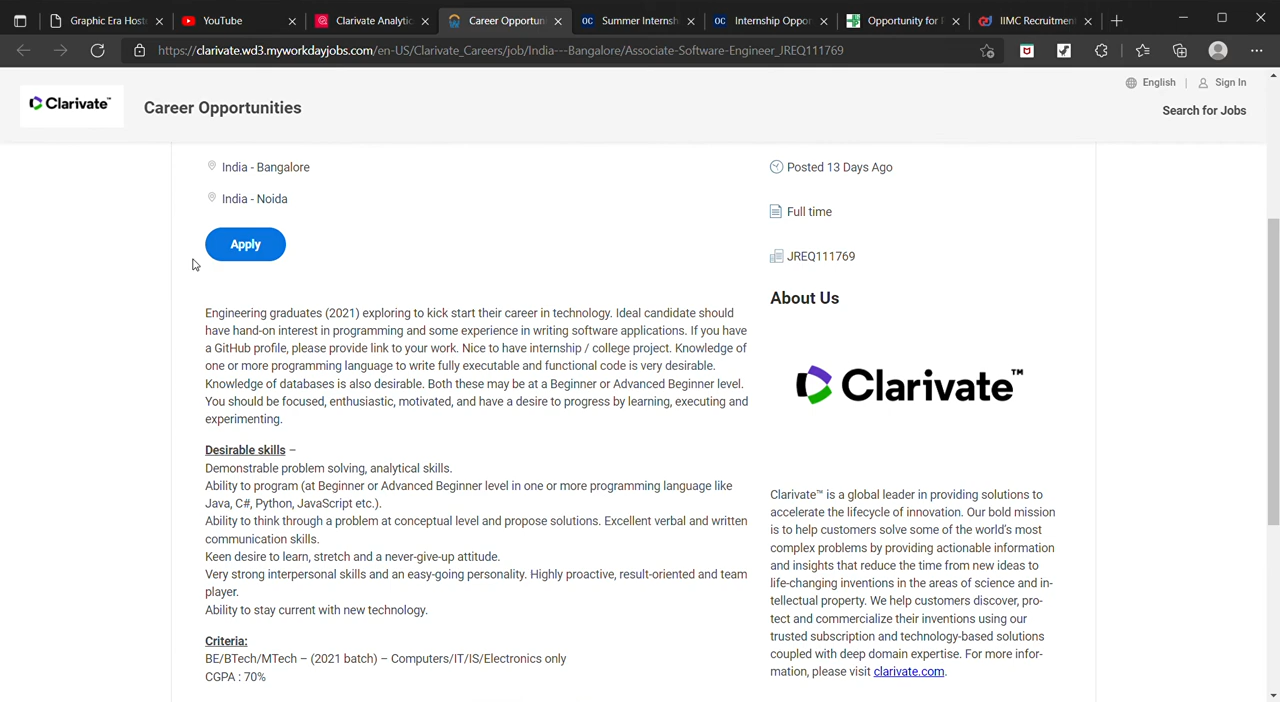 Graphic Era Host
YouTube
Clarivate Analytic
Career Opportun
Summer Internsh
Internship Oppor
Opportunity for F
IIMC Recruitmen
https://clarivate.wd3.myworkdayjobs.com/en-US/Clarivate_Careers/job/India---Bangalore/Associate-Software-Engineer_JREQ111769
English | Sign In
Clarivate™
Career Opportunities
Search for Jobs
India - Bangalore
India - Noida
Apply
Posted 13 Days Ago
Full time
JREQ111769
Engineering graduates (2021) exploring to kick start their career in technology. Ideal candidate should
have hand-on interest in programming and some experience in writing software applications. If you have
a GitHub profile, please provide link to your work. Nice to have internship / college project. Knowledge of
one or more programming language to write fully executable and functional code is very desirable.
Knowledge of databases is also desirable. Both these may be at a Beginner or Advanced Beginner level.
You should be focused, enthusiastic, motivated, and have a desire to progress by learning, executing and
experimenting.
Desirable skills –
Demonstrable problem solving, analytical skills.
Ability to program (at Beginner or Advanced Beginner level in one or more programming language like
Java, C#, Python, JavaScript etc.).
Ability to think through a problem at conceptual level and propose solutions. Excellent verbal and written
communication skills.
Keen desire to learn, stretch and a never-give-up attitude.
Very strong interpersonal skills and an easy-going personality. Highly proactive, result-oriented and team
player.
Ability to stay current with new technology.
Criteria:
BE/BTech/MTech – (2021 batch) – Computers/IT/IS/Electronics only
CGPA : 70%
About Us
Clarivate™
Clarivate™ is a global leader in providing solutions to
accelerate the lifecycle of innovation. Our bold mission
is to help customers solve some of the world's most
complex problems by providing actionable information
and insights that reduce the time from new ideas to
life-changing inventions in the areas of science and in-
tellectual property. We help customers discover, pro-
tect and commercialize their inventions using our
trusted subscription and technology-based solutions
coupled with deep domain expertise. For more infor-
mation, please visit clarivate.com.